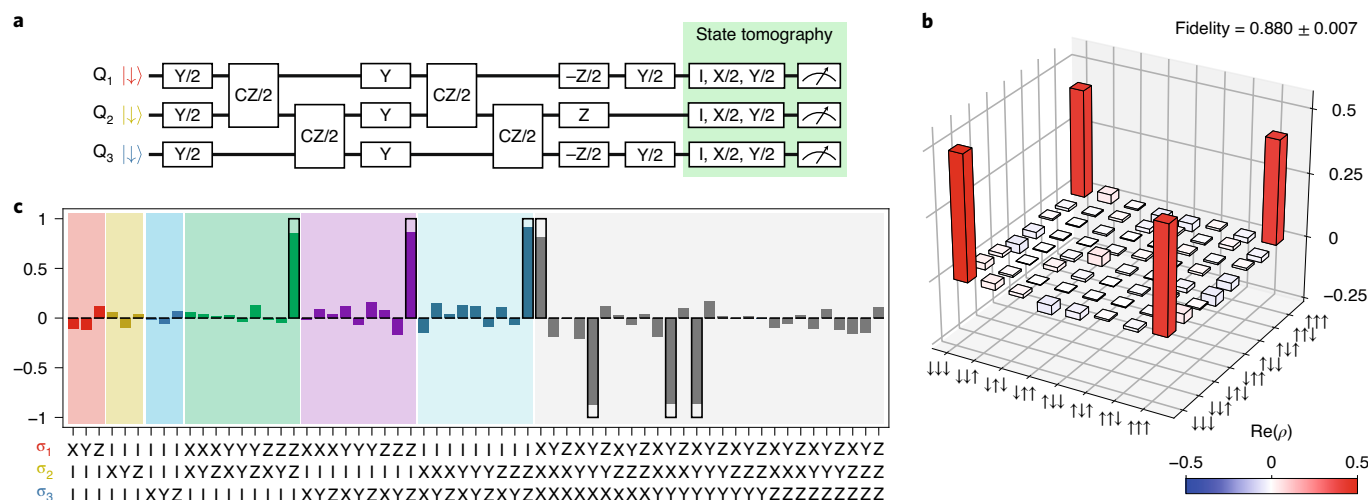 a
State tomography
Q₁ |↓⟩ Y/2 CZ/2 Y CZ/2 –Z/2 Y/2 I, X/2, Y/2
Q₂ |↓⟩ Y/2 CZ/2 Y CZ/2 Z I, X/2, Y/2
Q₃ |↓⟩ Y/2 Y –Z/2 Y/2 I, X/2, Y/2
b
Fidelity = 0.880 ± 0.007
0.5
0.25
0
−0.25
↓↓↓ ↓↓↑ ↓↑↓ ↓↑↑ ↑↓↓ ↑↓↑ ↑↑↓ ↑↑↑
↓↓↓ ↓↓↑ ↓↑↓ ↓↑↑ ↑↓↓ ↑↓↑ ↑↑↓ ↑↑↑
Re(ρ)
−0.5 0 0.5
c
1
0.5
0
−0.5
−1
σ₁ XYZIIIIIIXXXYYYZZZXXXYYYZZZIIIIIIIIIXYZXYZXYZXYZXYZXYZXYZXYZXYZ
σ₂ IIIXYZIIIXYZXYZXYZIIIIIIIIIXXXYYYZZZXXXYYYZZZXXXYYYZZZXXXYYYZZZ
σ₃ IIIIIIXYZIIIIIIIIIXYZXYZXYZXYZXYZXYZXXXXXXXXXYYYYYYYYYZZZZZZZZZ